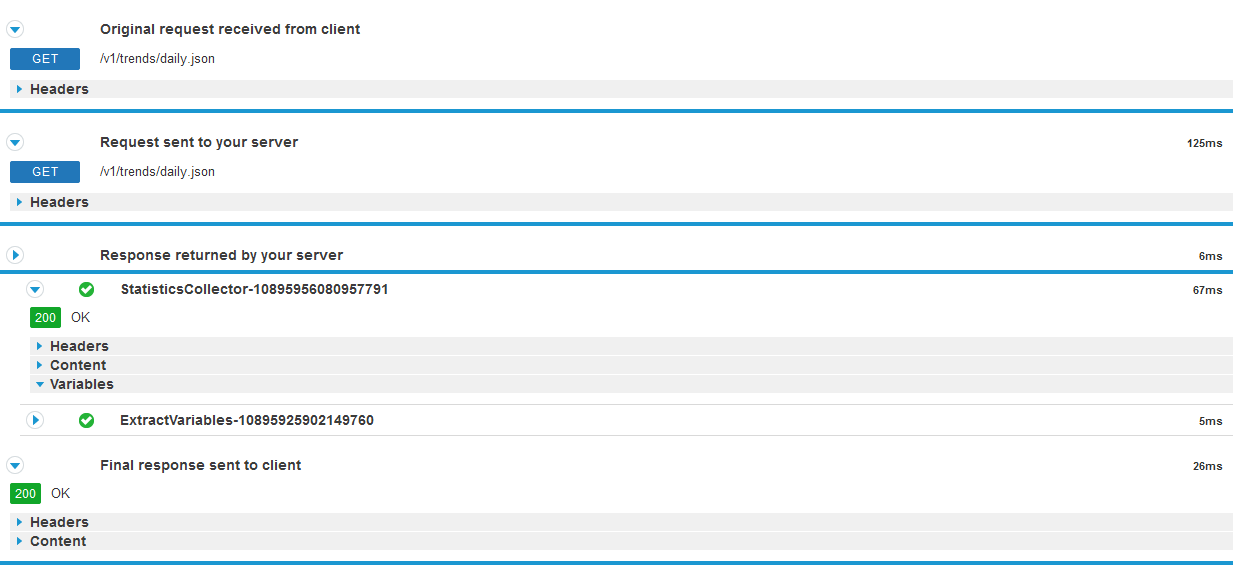 Original request received from client
GET /v1/trends/daily.json
Headers
Request sent to your server 125ms
GET /v1/trends/daily.json
Headers
Response returned by your server 6ms
StatisticsCollector-10895956080957791 67ms
200 OK
Headers
Content
Variables
ExtractVariables-10895925902149760 5ms
Final response sent to client 26ms
200 OK
Headers
Content